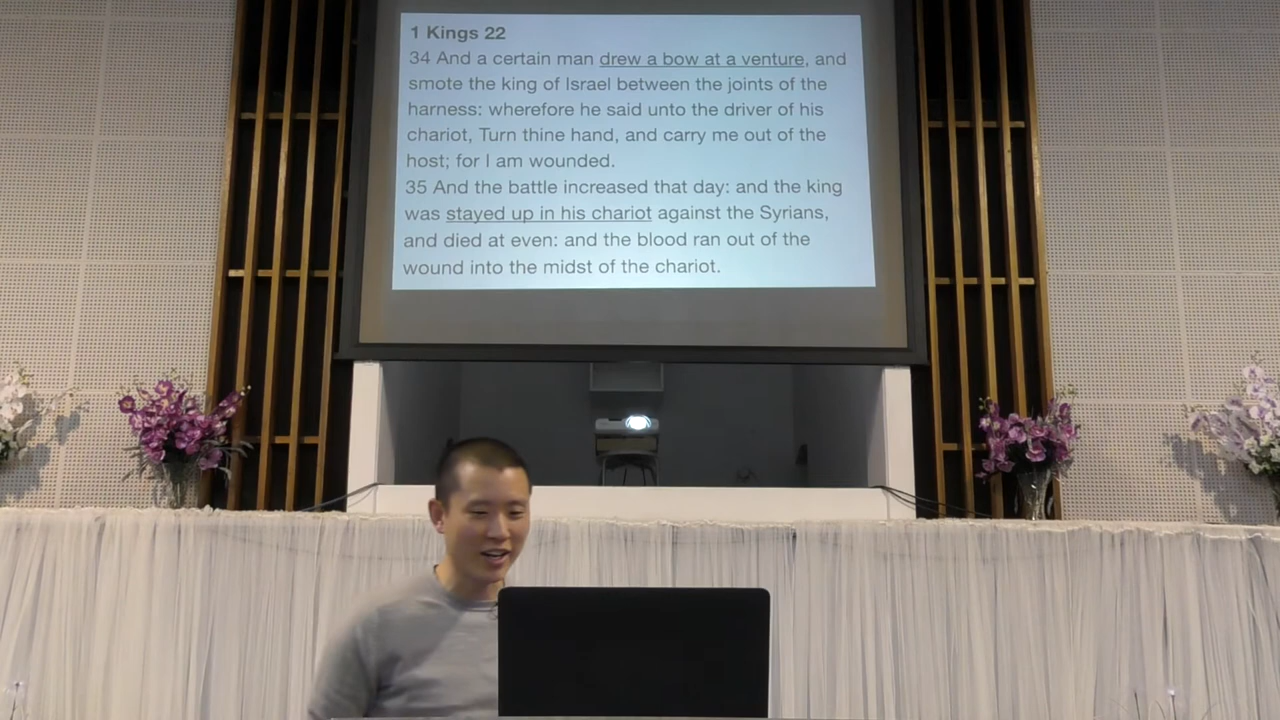 1 Kings 22
34 And a certain man drew a bow at a venture, and
smote the king of Israel between the joints of the
harness: wherefore he said unto the driver of his
chariot, Turn thine hand, and carry me out of the
host; for I am wounded.
35 And the battle increased that day: and the king
was stayed up in his chariot against the Syrians,
and died at even: and the blood ran out of the
wound into the midst of the chariot.